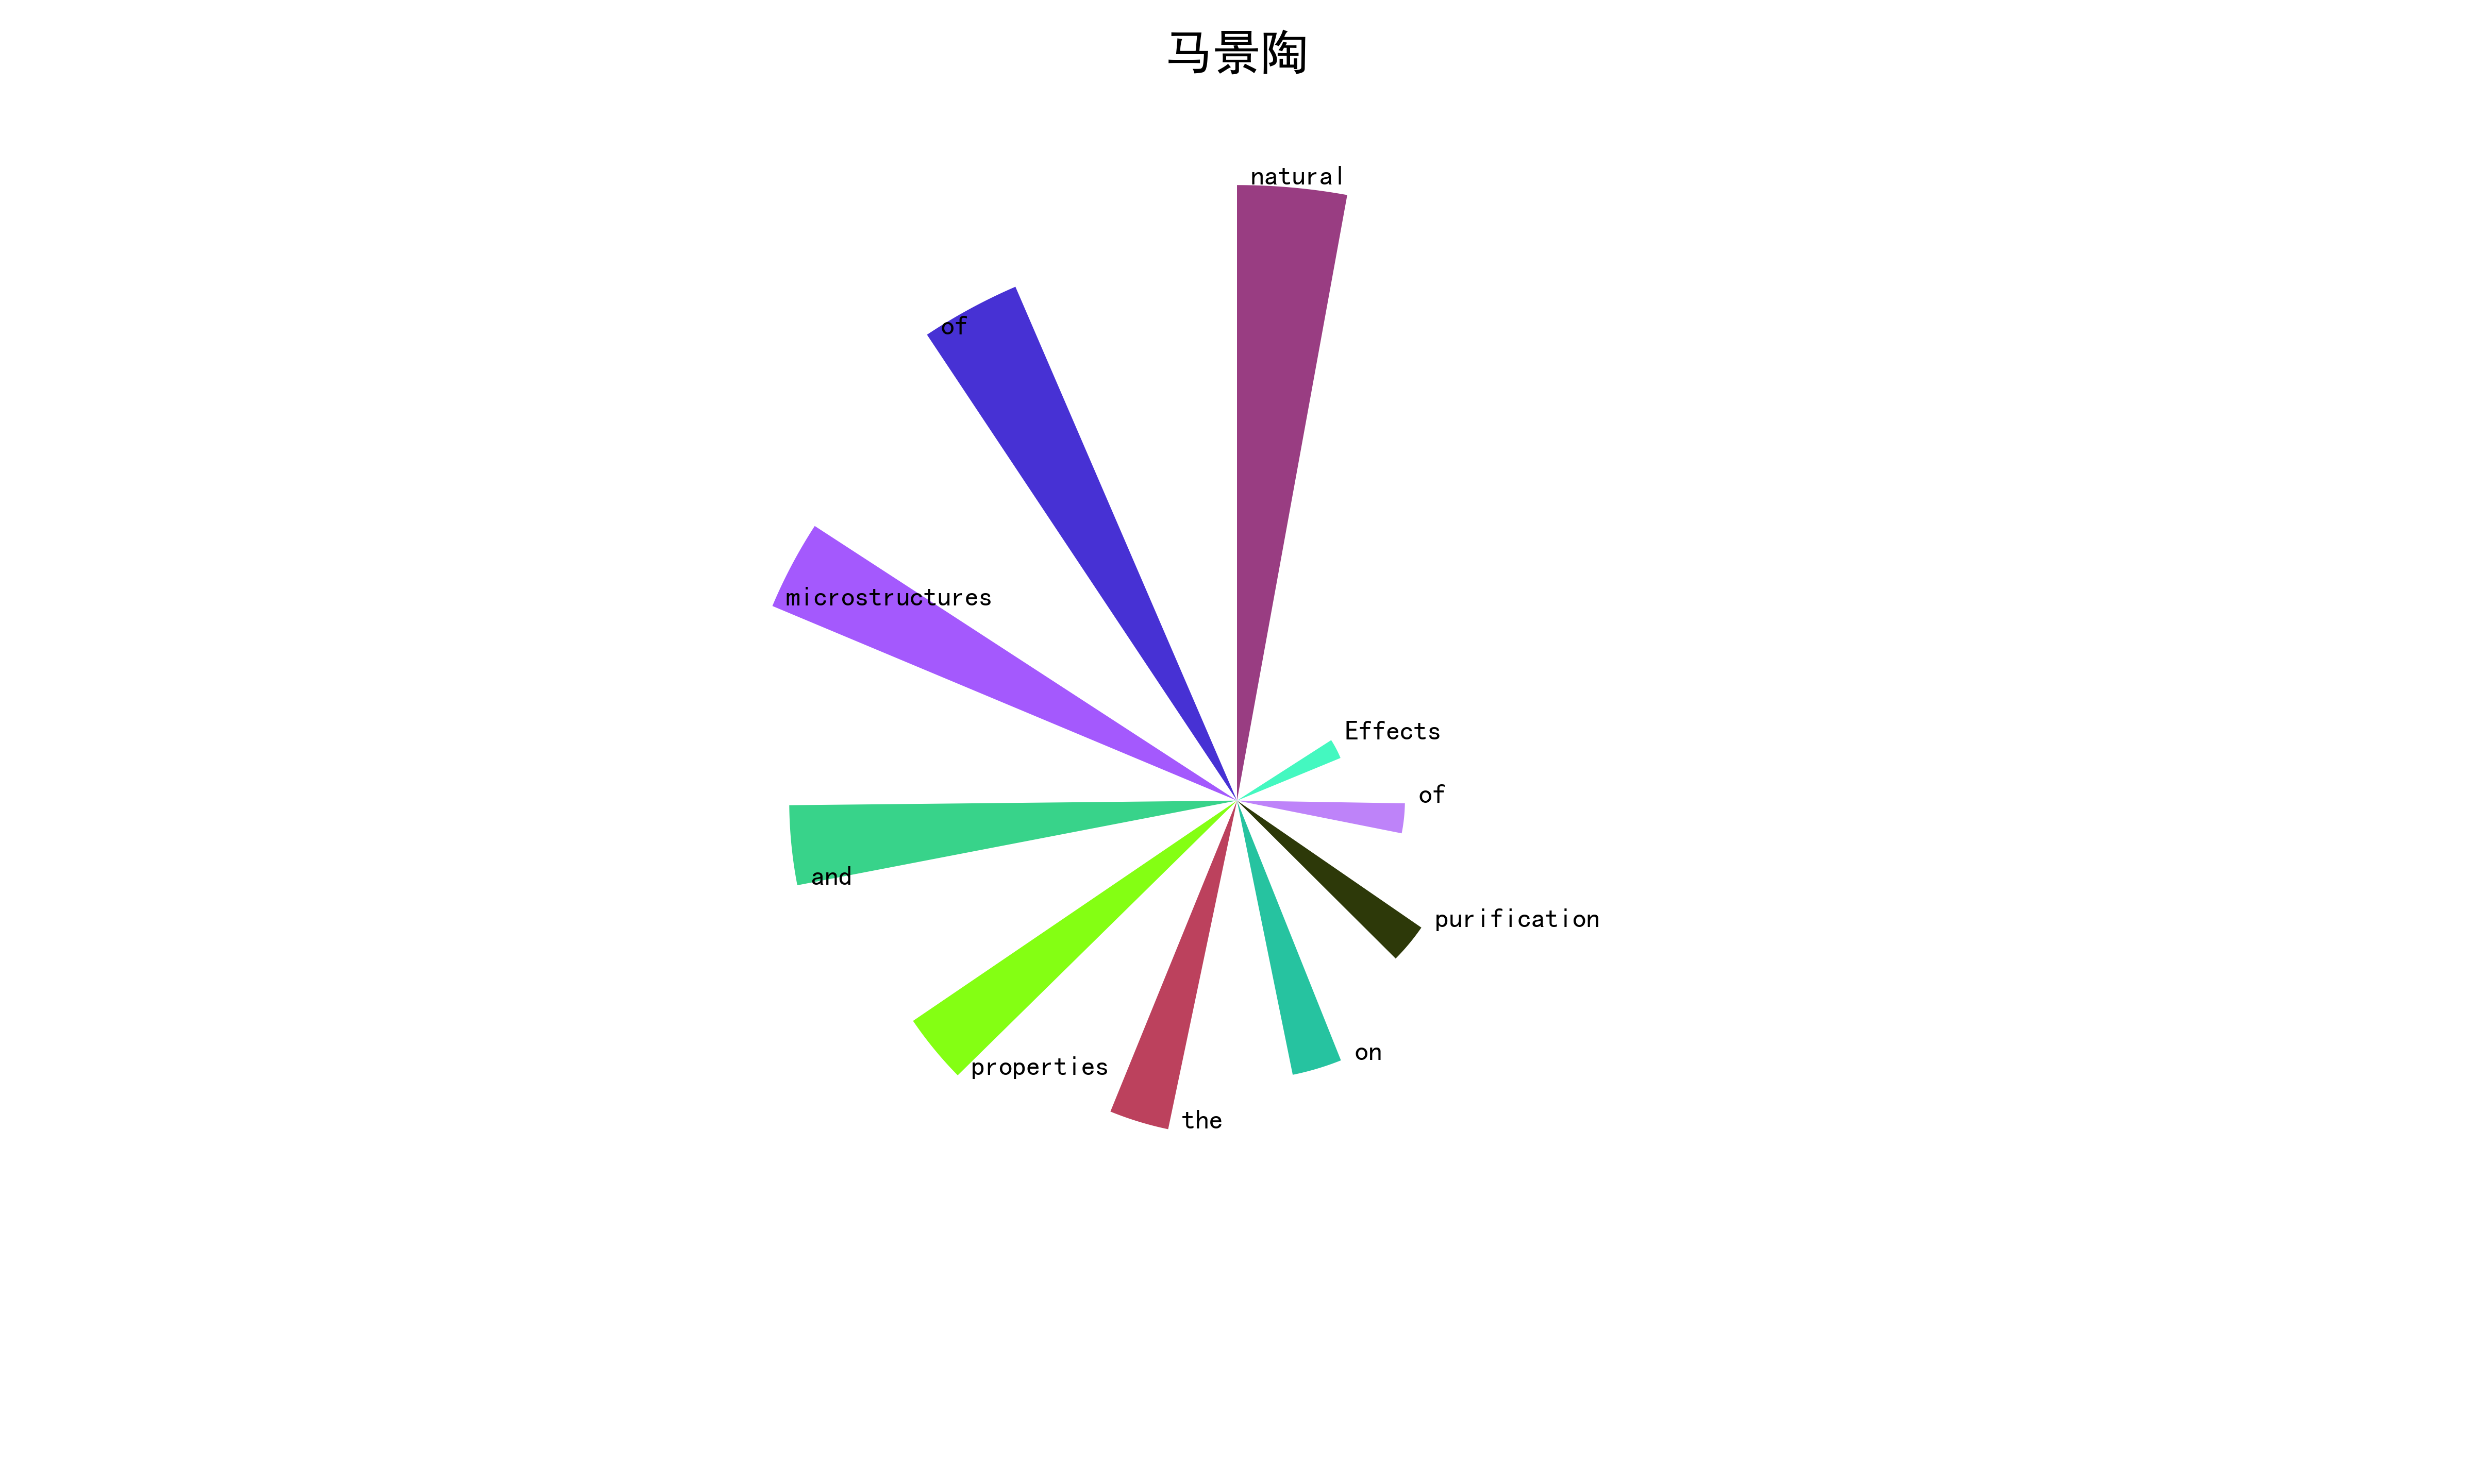 马景陶
natural
of
microstructures
Effects
of
and
purification
on
properties
the